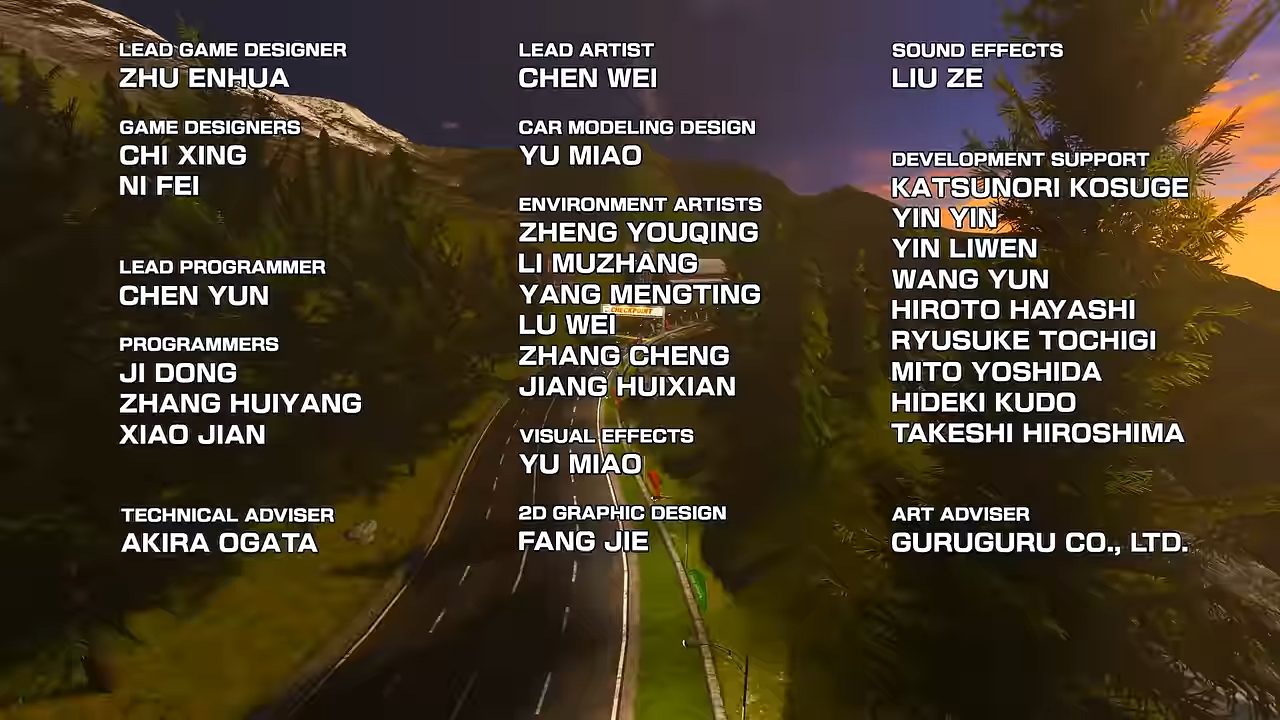 LEAD GAME DESIGNER
ZHU ENHUA
GAME DESIGNERS
CHI XING
NI FEI
LEAD PROGRAMMER
CHEN YUN
PROGRAMMERS
JI DONG
ZHANG HUIYANG
XIAO JIAN
TECHNICAL ADVISER
AKIRA OGATA
LEAD ARTIST
CHEN WEI
CAR MODELING DESIGN
YU MIAO
ENVIRONMENT ARTISTS
ZHENG YOUQING
LI MUZHANG
YANG MENGTING
CHECKPOINT
LU WEI
ZHANG CHENG
JIANG HUIXIAN
VISUAL EFFECTS
YU MIAO
2D GRAPHIC DESIGN
FANG JIE
SOUND EFFECTS
LIU ZE
DEVELOPMENT SUPPORT
KATSUNORI KOSUGE
YIN YIN
YIN LIWEN
WANG YUN
HIROTO HAYASHI
RYUSUKE TOCHIGI
MITO YOSHIDA
HIDEKI KUDO
TAKESHI HIROSHIMA
ART ADVISER
GURUGURU CO., LTD.